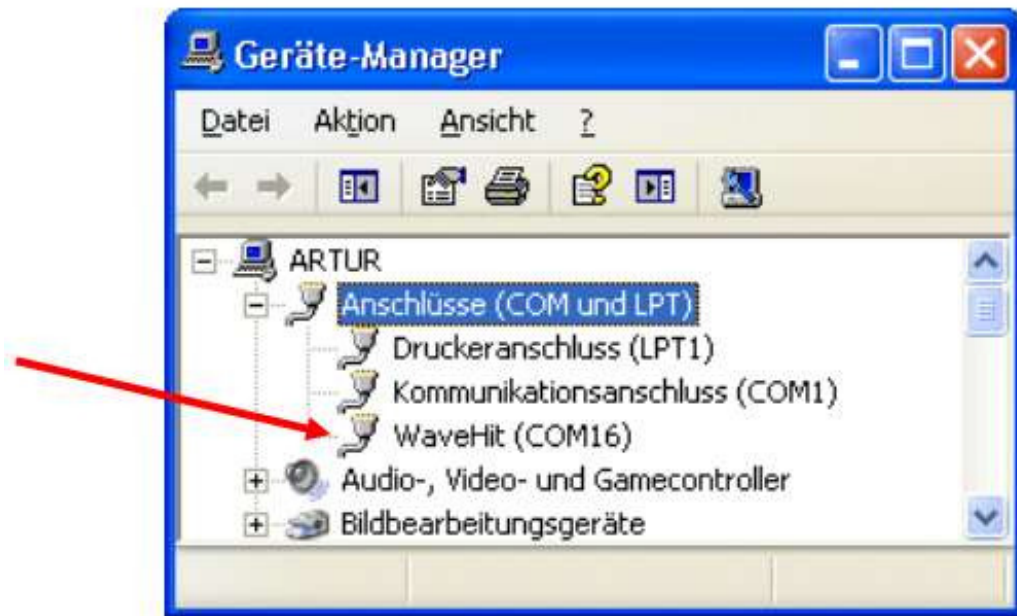 Geräte-Manager
Datei Aktion Ansicht ?
ARTUR
Anschlüsse (COM und LPT)
Druckeranschluss (LPT1)
Kommunikationsanschluss (COM1)
WaveHit (COM16)
Audio-, Video- und Gamecontroller
Bildbearbeitungsgeräte